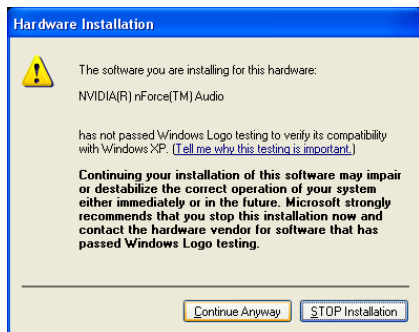 Hardware Installation
The software you are installing for this hardware:
NVIDIA(R) nForce(TM) Audio
has not passed Windows Logo testing to verify its compatibility
with Windows XP. (Tell me why this testing is important.)
Continuing your installation of this software may impair
or destabilize the correct operation of your system
either immediately or in the future. Microsoft strongly
recommends that you stop this installation now and
contact the hardware vendor for software that has
passed Windows Logo testing.
Continue Anyway
STOP Installation